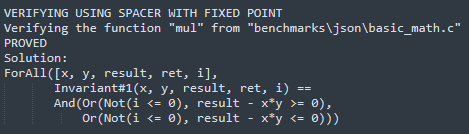 VERIFYING USING SPACER WITH FIXED POINT
Verifying the function "mul" from "benchmarks\json\basic_math.c"
PROVED
Solution:
ForAll([x, y, result, ret, i],
       Invariant#1(x, y, result, ret, i) ==
       And(Or(Not(i <= 0), result - x*y >= 0),
           Or(Not(i <= 0), result - x*y <= 0)))